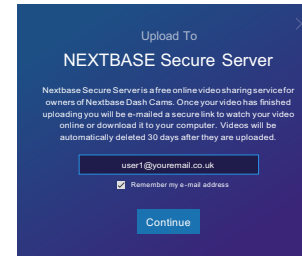 Upload To
NEXTBASE Secure Server
Nextbase Secure Server is a free online video sharing service for
owners of Nextbase Dash Cams. Once your video has finished
uploading you will be e-mailed a secure link to watch your video
online or download it to your computer. Videos will be
automatically deleted 30 days after they are uploaded.
user1@youremail.co.uk
Remember my e-mail address
Continue